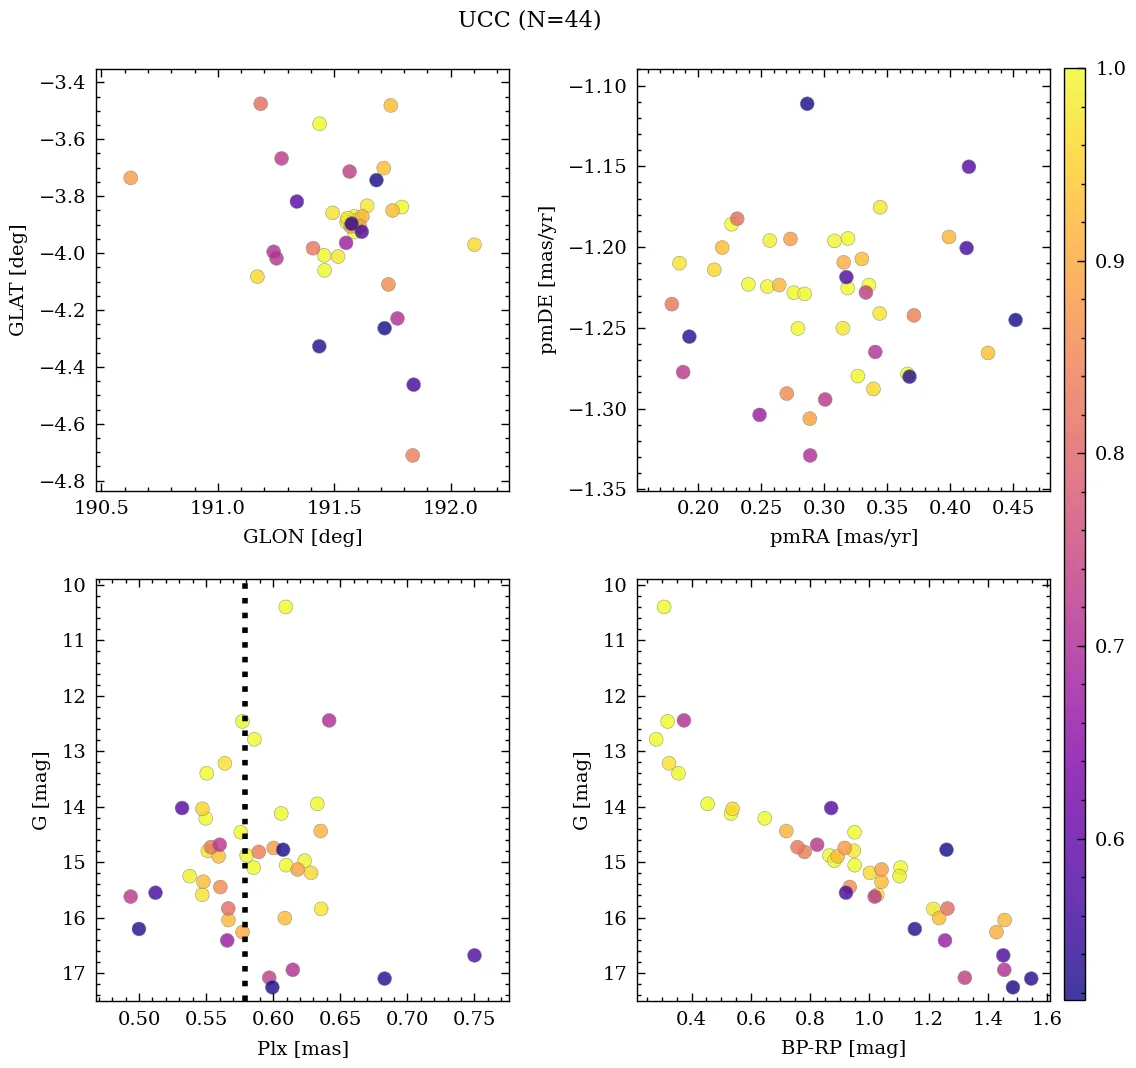 UCC (N=44)
−3.4
−3.6
−3.8
−4.0
−4.2
−4.4
−4.6
−4.8
GLAT [deg]
190.5 191.0 191.5 192.0
GLON [deg]
−1.10
−1.15
−1.20
−1.25
−1.30
−1.35
pmDE [mas/yr]
0.20 0.25 0.30 0.35 0.40 0.45
pmRA [mas/yr]
1.0
0.9
0.8
0.7
0.6
10
11
12
13
14
15
16
17
G [mag]
0.50 0.55 0.60 0.65 0.70 0.75
Plx [mas]
10
11
12
13
14
15
16
17
G [mag]
0.4 0.6 0.8 1.0 1.2 1.4 1.6
BP-RP [mag]